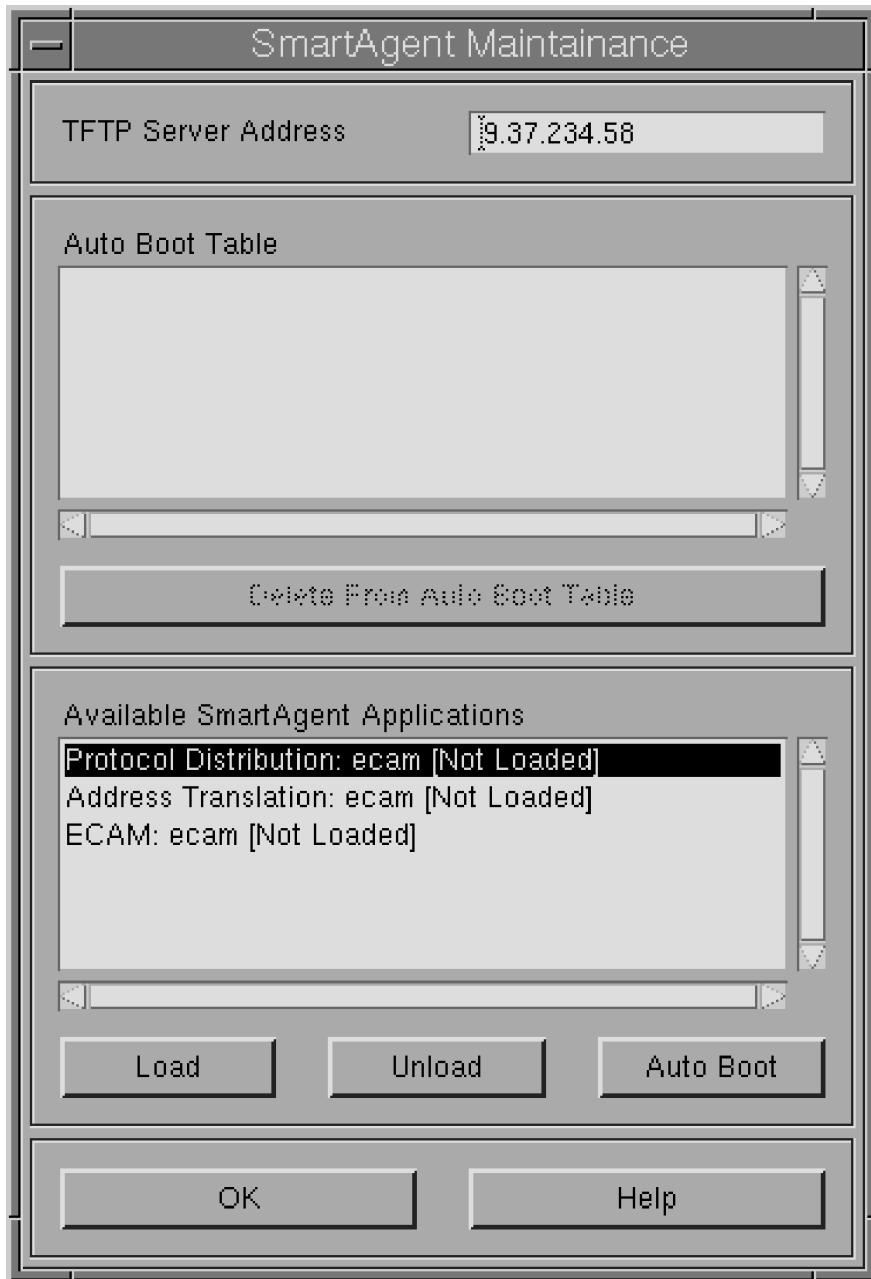 SmartAgent Maintainance
TFTP Server Address
9.37.234.58
Auto Boot Table
Delete From Auto Boot Table
Available SmartAgent Applications
Protocol Distribution: ecam [Not Loaded]
Address Translation: ecam [Not Loaded]
ECAM: ecam [Not Loaded]
Load
Unload
Auto Boot
OK
Help